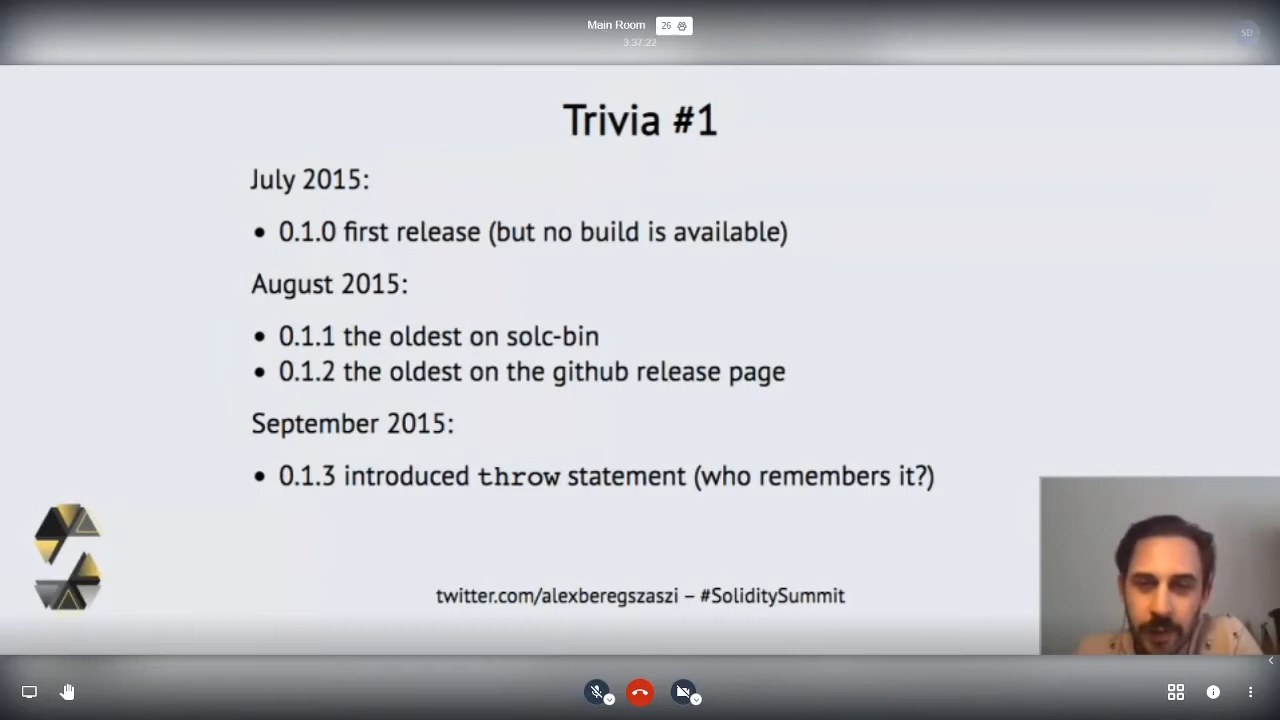 Main Room 26
3:37:22
SD
Trivia #1
July 2015:
• 0.1.0 first release (but no build is available)
August 2015:
• 0.1.1 the oldest on solc-bin
• 0.1.2 the oldest on the github release page
September 2015:
• 0.1.3 introduced throw statement (who remembers it?)
twitter.com/alexberegszaszi – #SoliditySummit